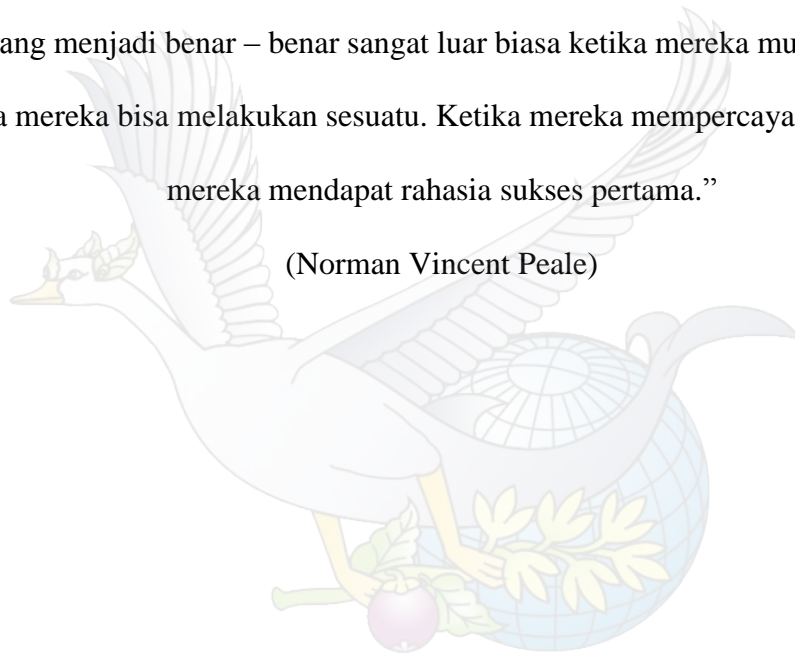 ang menjadi benar – benar sangat luar biasa ketika mereka mu
a mereka bisa melakukan sesuatu. Ketika mereka mempercaya
mereka mendapat rahasia sukses pertama.”
(Norman Vincent Peale)